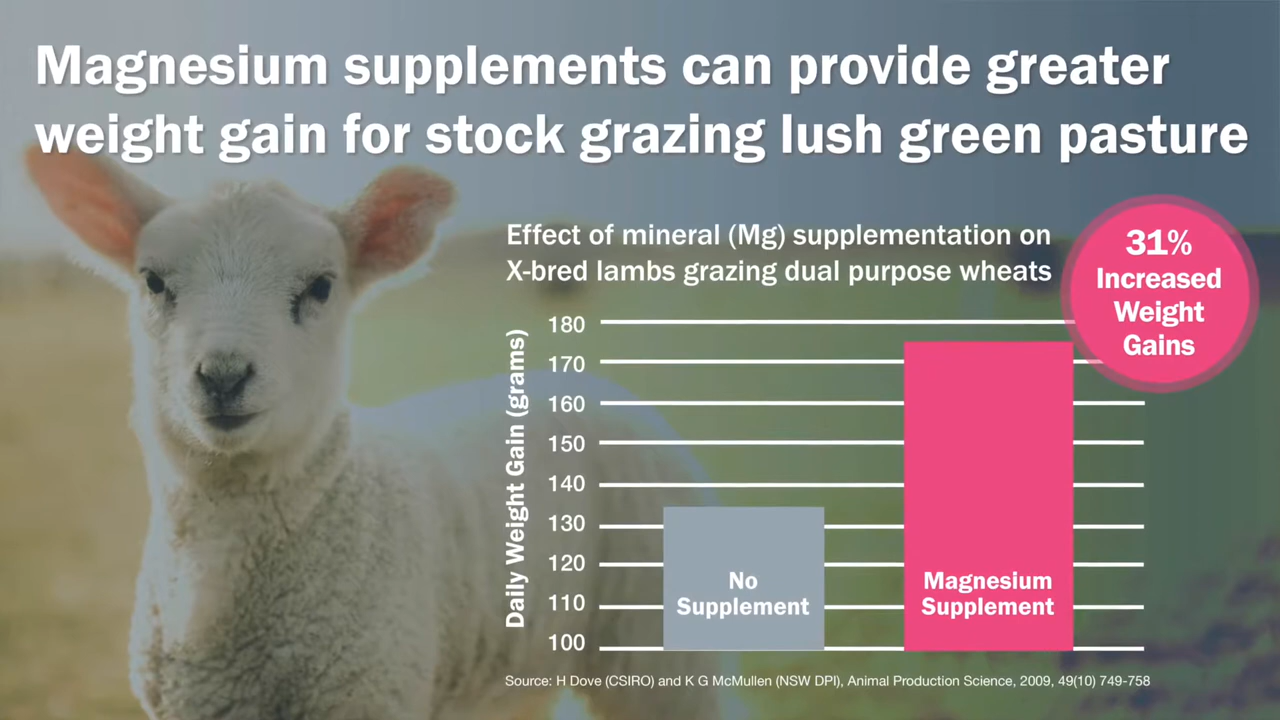 Magnesium supplements can provide greater
weight gain for stock grazing lush green pasture
Effect of mineral (Mg) supplementation on
X-bred lambs grazing dual purpose wheats
31%
Increased
Weight
Gains
Daily Weight Gain (grams)
180
170
160
150
140
130
120
110
100
No
Supplement
Magnesium
Supplement
Source: H Dove (CSIRO) and K G McMullen (NSW DPI), Animal Production Science, 2009, 49(10) 749-758